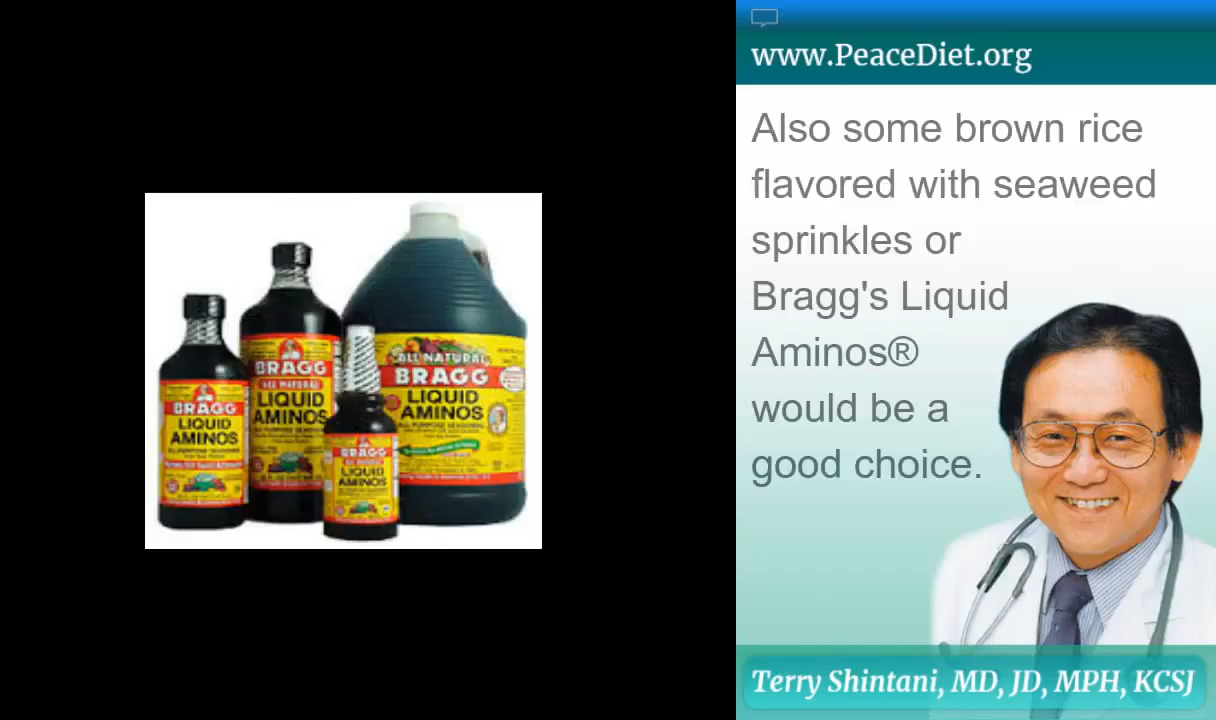 www.PeaceDiet.org
Also some brown rice
flavored with seaweed
sprinkles or
Bragg's Liquid
Aminos®
would be a
good choice.
Terry Shintani, MD, JD, MPH, KCSJ
BRAGG
LIQUID
AMINOS
BRAGG
ALL NATURAL
LIQUID
AMINOS
BRAGG
LIQUID
AMINOS
ALL NATURAL
BRAGG
LIQUID
AMINOS